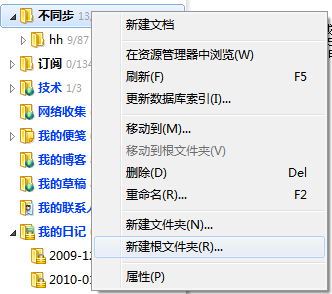 不同步 13
新建文档
hh 9/87
在资源管理器中浏览(W)
订阅 0/134
刷新(F) F5
技术 1/3
更新数据库索引(I)...
网络收集
我的便笺
移动到(M)...
移动到根文件夹(V)
我的博客
删除(D) Del
我的草稿
重命名(R)... F2
我的联系人
新建文件夹(N)...
我的日记
新建根文件夹(R)...
2009-12
属性(P)
2010-01